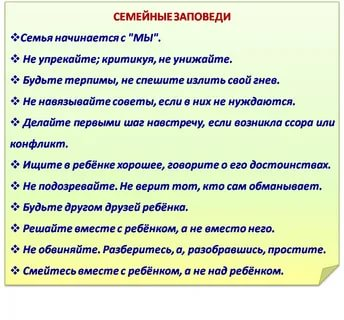 СЕМЕЙНЫЕ ЗАПОВЕДИ
❖Семья начинается с "МЫ".
❖ Не упрекайте; критикуя, не унижайте.
❖ Будьте терпимы, не спешите излить свой гнев.
❖ Не навязывайте советы, если в них не нуждаются.
❖ Делайте первыми шаг навстречу, если возникла ссора или
конфликт.
❖ Ищите в ребёнке хорошее, говорите о его достоинствах.
❖ Не подозревайте. Не верит тот, кто сам обманывает.
❖ Будьте другом друзей ребёнка.
❖ Решайте вместе с ребёнком, а не вместо него.
❖ Не обвиняйте. Разберитесь, а, разобравшись, простите.
❖ Смейтесь вместе с ребёнком, а не над ребёнком.